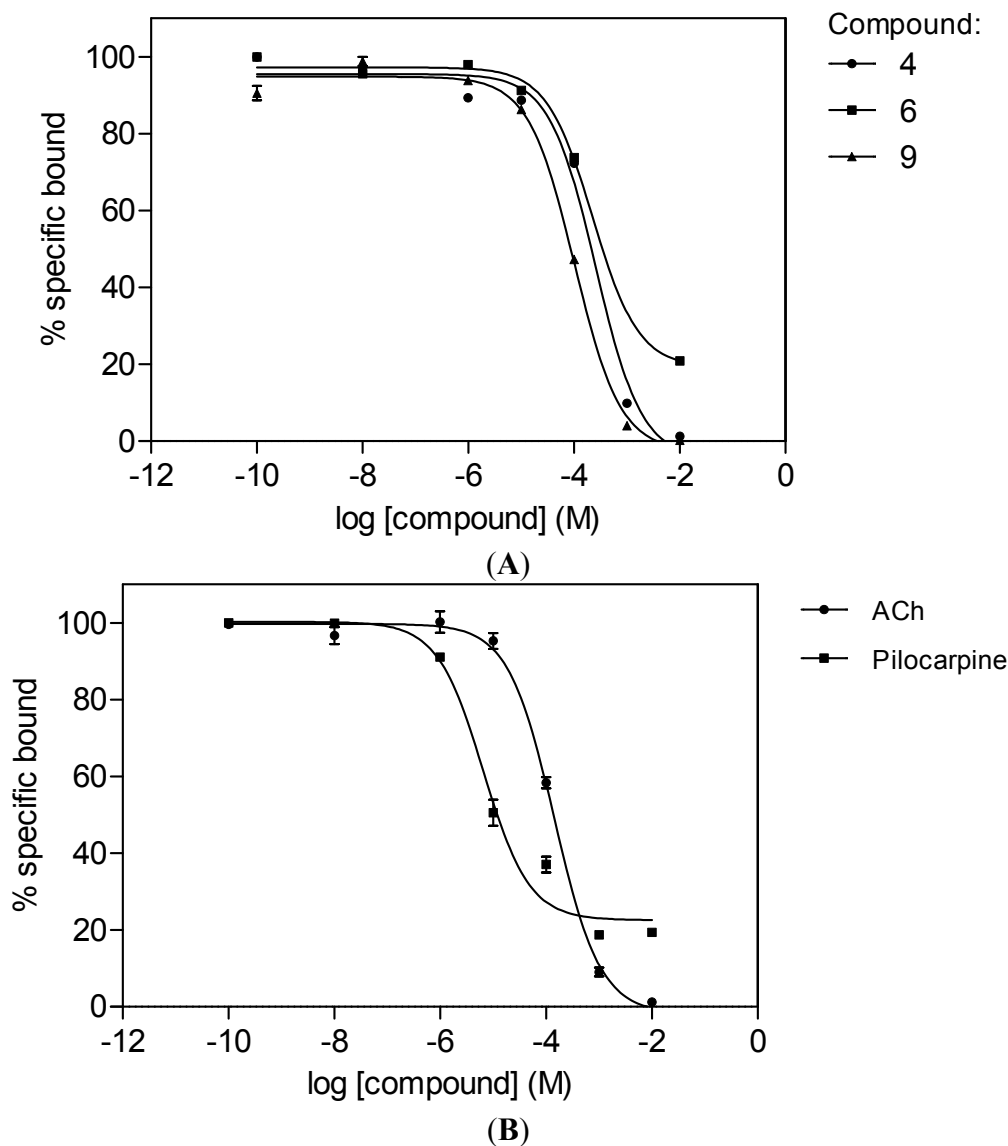 Compound:
4
6
9
100
80
60
40
20
0
% specific bound
-12 -10 -8 -6 -4 -2 0
log [compound] (M)
(A)
ACh
Pilocarpine
100
80
60
40
20
0
% specific bound
-12 -10 -8 -6 -4 -2 0
log [compound] (M)
(B)